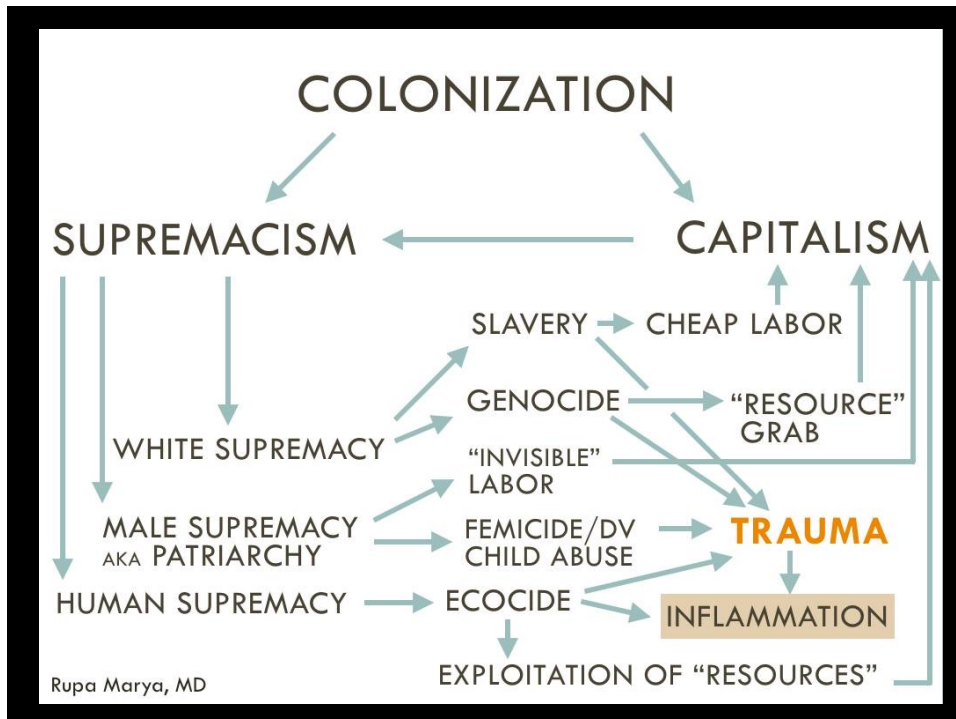 COLONIZATION
SUPREMACISM
CAPITALISM
SLAVERY
CHEAP LABOR
GENOCIDE
“RESOURCE”
GRAB
WHITE SUPREMACY
“INVISIBLE”
LABOR
MALE SUPREMACY
AKA PATRIARCHY
FEMICIDE/DV
CHILD ABUSE
TRAUMA
HUMAN SUPREMACY
ECOCIDE
INFLAMMATION
EXPLOITATION OF “RESOURCES”
Rupa Marya, MD